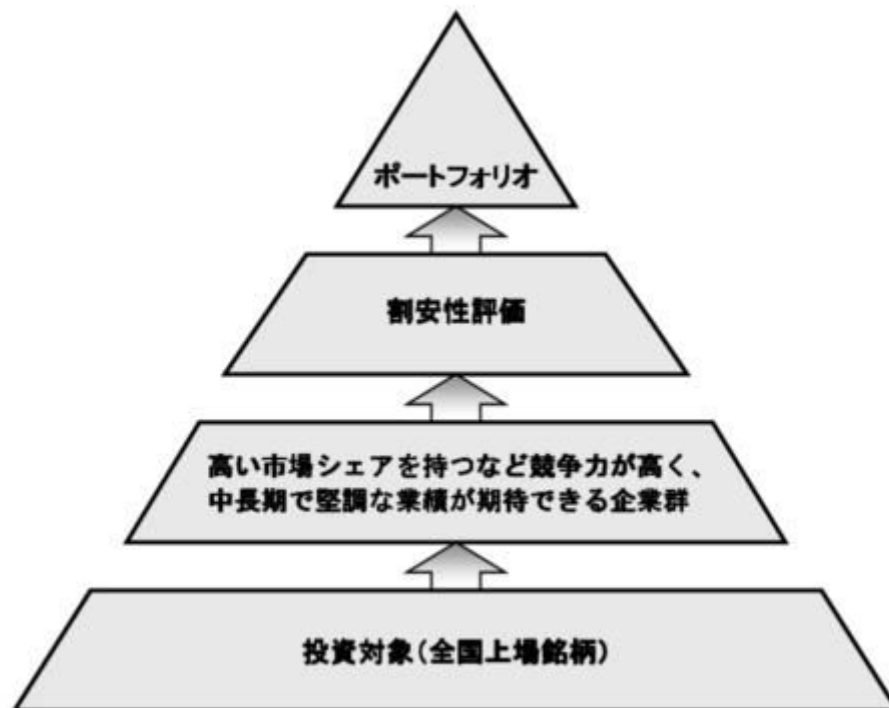 ポートフォリオ
割安性評価
高い市場シェアを持つなど競争力が高く、
中長期で堅調な業績が期待できる企業群
投資対象(全国上場銘柄)